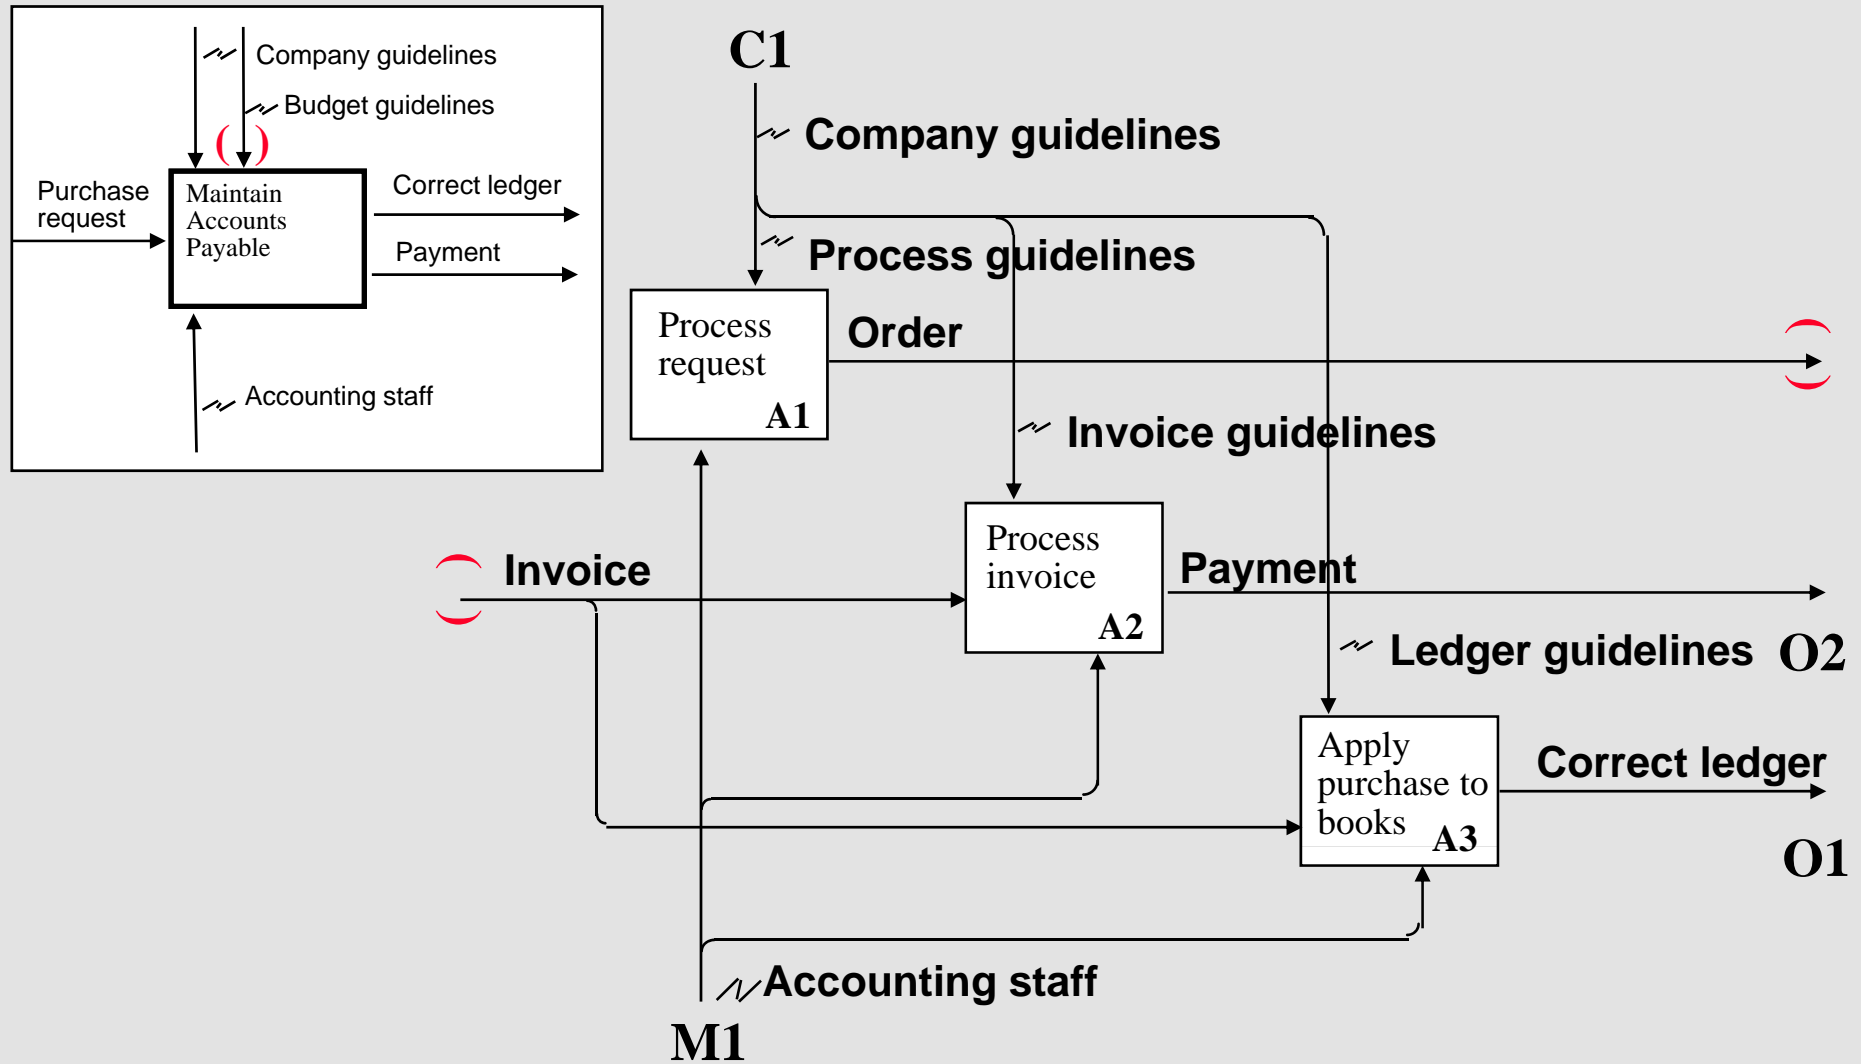 Company guidelines
Budget guidelines
( )
Purchase
request
Maintain
Accounts
Payable
Correct ledger
Payment
Accounting staff
C1
Company guidelines
Process guidelines
Process
request
A1
Order
Invoice guidelines
Invoice
Process
invoice
A2
Payment
Ledger guidelines
O2
Apply
purchase to
books
A3
Correct ledger
O1
Accounting staff
M1